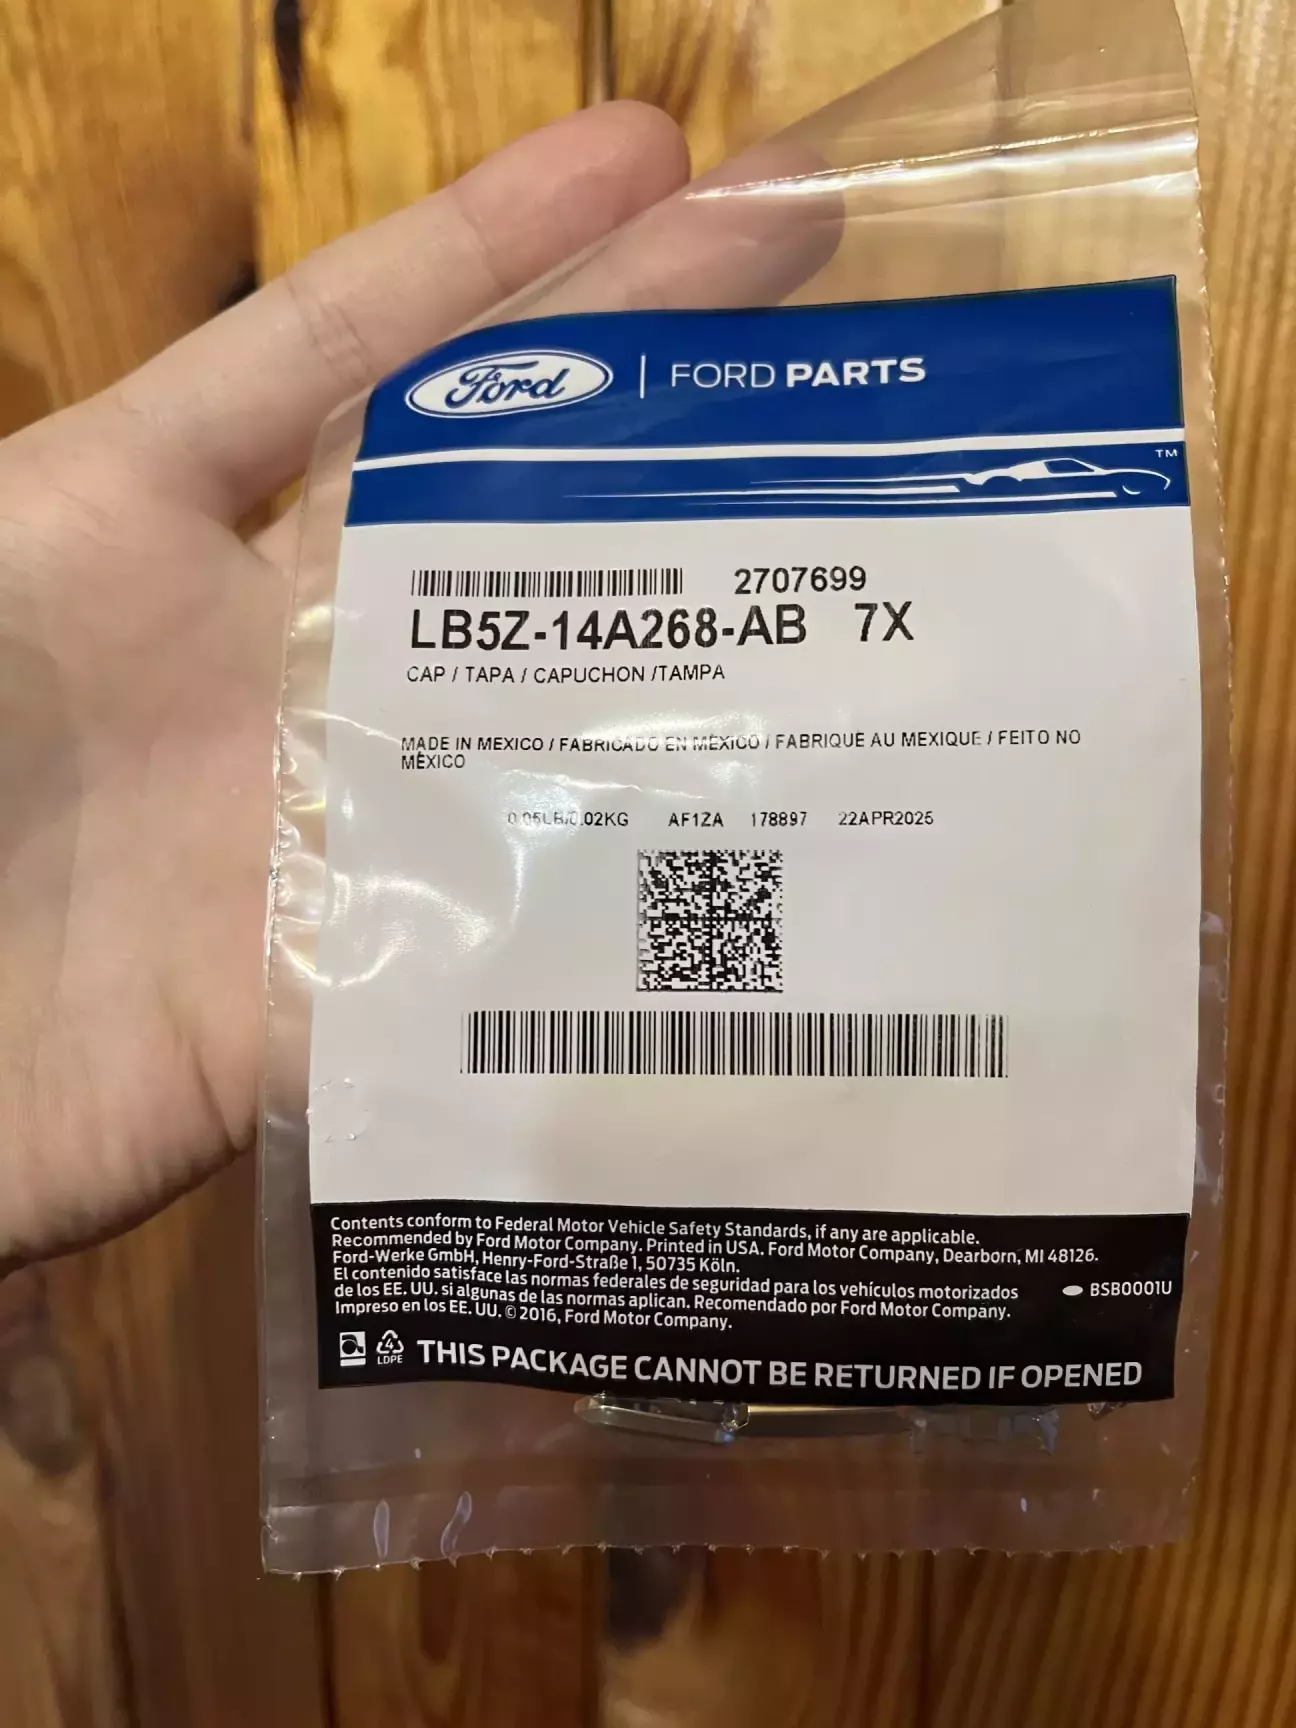 Ford | FORD PARTS
TM
2707699
LB5Z-14A268-AB 7X
CAP / TAPA / CAPUCHON /TAMPA
MADE IN MEXICO / FABRICADO EN MÉXICO / FABRIQUE AU MEXIQUE / FEITO NO
MÉXICO
0.05LB/0.02KG AF1ZA 178897 22APR2025
Contents conform to Federal Motor Vehicle Safety Standards, if any are applicable.
Recommended by Ford Motor Company. Printed in USA. Ford Motor Company, Dearborn, MI 48126.
Ford-Werke GmbH, Henry-Ford-Straße 1, 50735 Köln.
El contenido satisface las normas federales de seguridad para los vehículos motorizados
de los EE. UU. si algunas de las normas aplican. Recomendado por Ford Motor Company.
Impreso en los EE. UU. © 2016, Ford Motor Company.
BSB0001U
4
LDPE
THIS PACKAGE CANNOT BE RETURNED IF OPENED